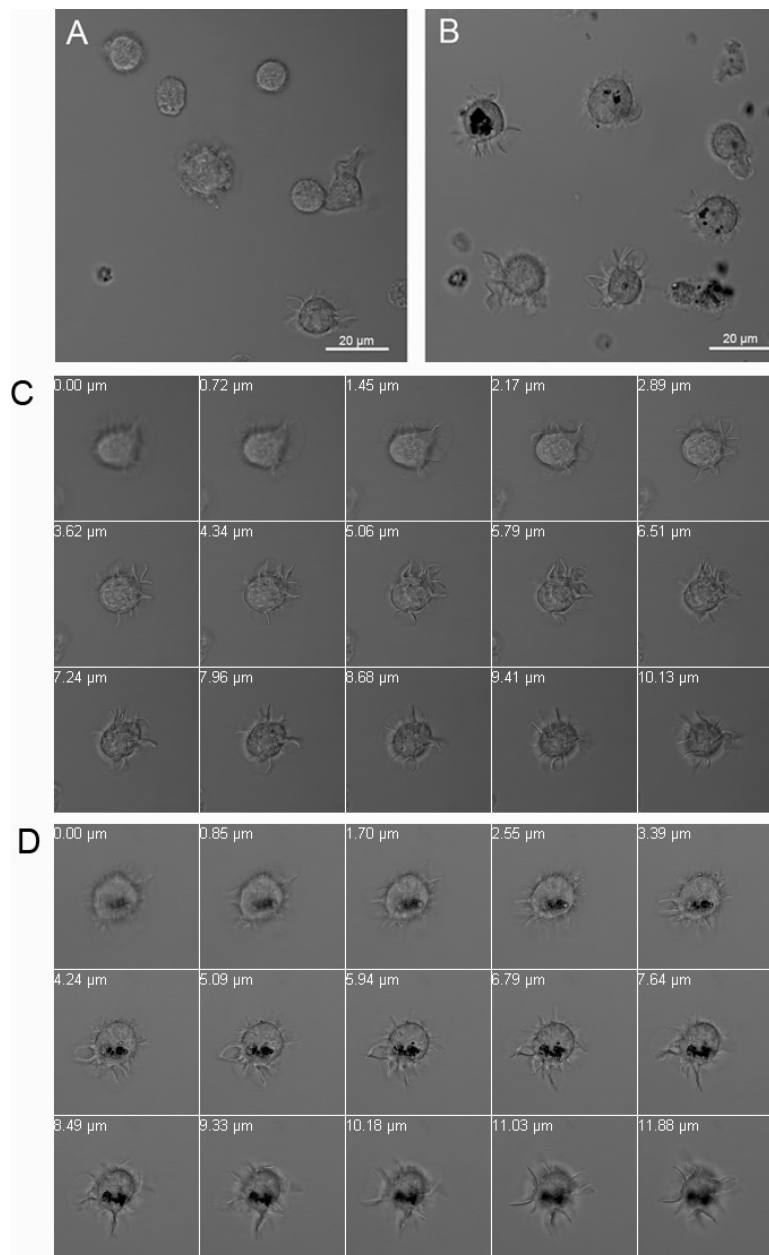 A
B
20 µm
20 µm
C
0.00 µm 0.72 µm 1.45 µm 2.17 µm 2.89 µm
3.62 µm 4.34 µm 5.06 µm 5.79 µm 6.51 µm
7.24 µm 7.96 µm 8.68 µm 9.41 µm 10.13 µm
D
0.00 µm 0.85 µm 1.70 µm 2.55 µm 3.39 µm
4.24 µm 5.09 µm 5.94 µm 6.79 µm 7.64 µm
8.49 µm 9.33 µm 10.18 µm 11.03 µm 11.88 µm